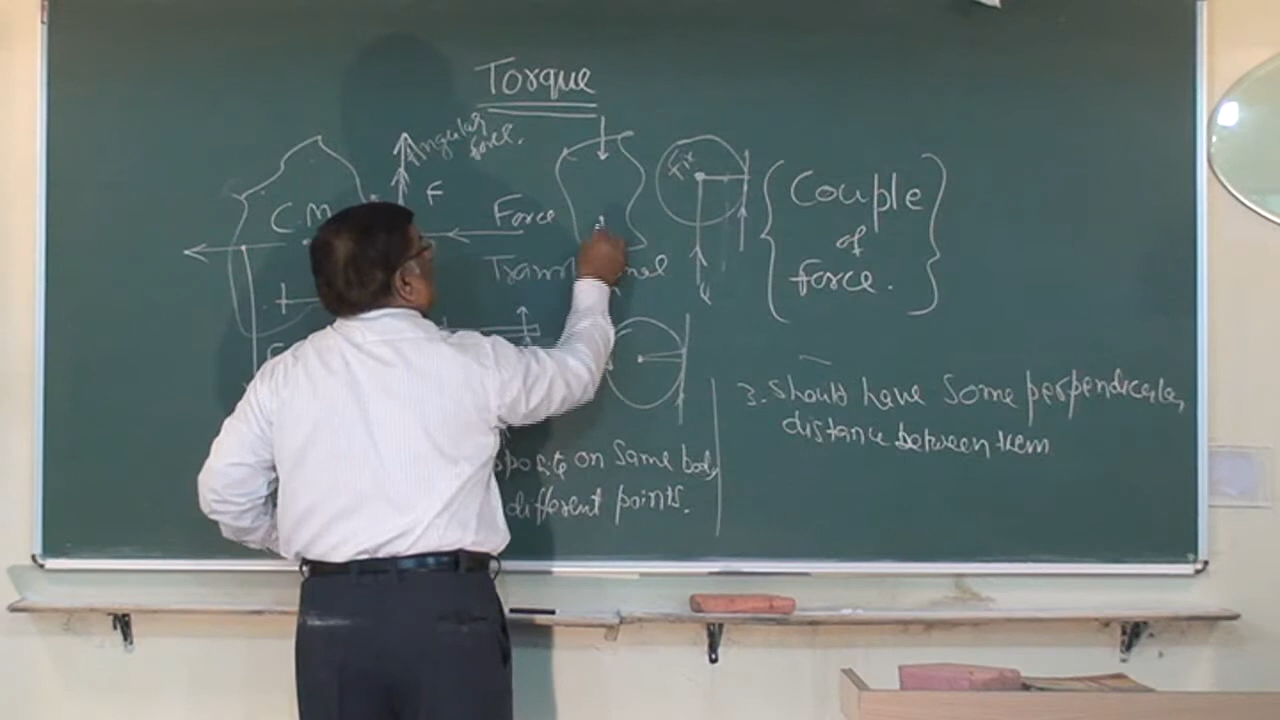 Torque
Angular
force.
F
C.M
Force
Couple
of
force.
3. Should have Some perpendicular
distance between them
on Same body
different points.